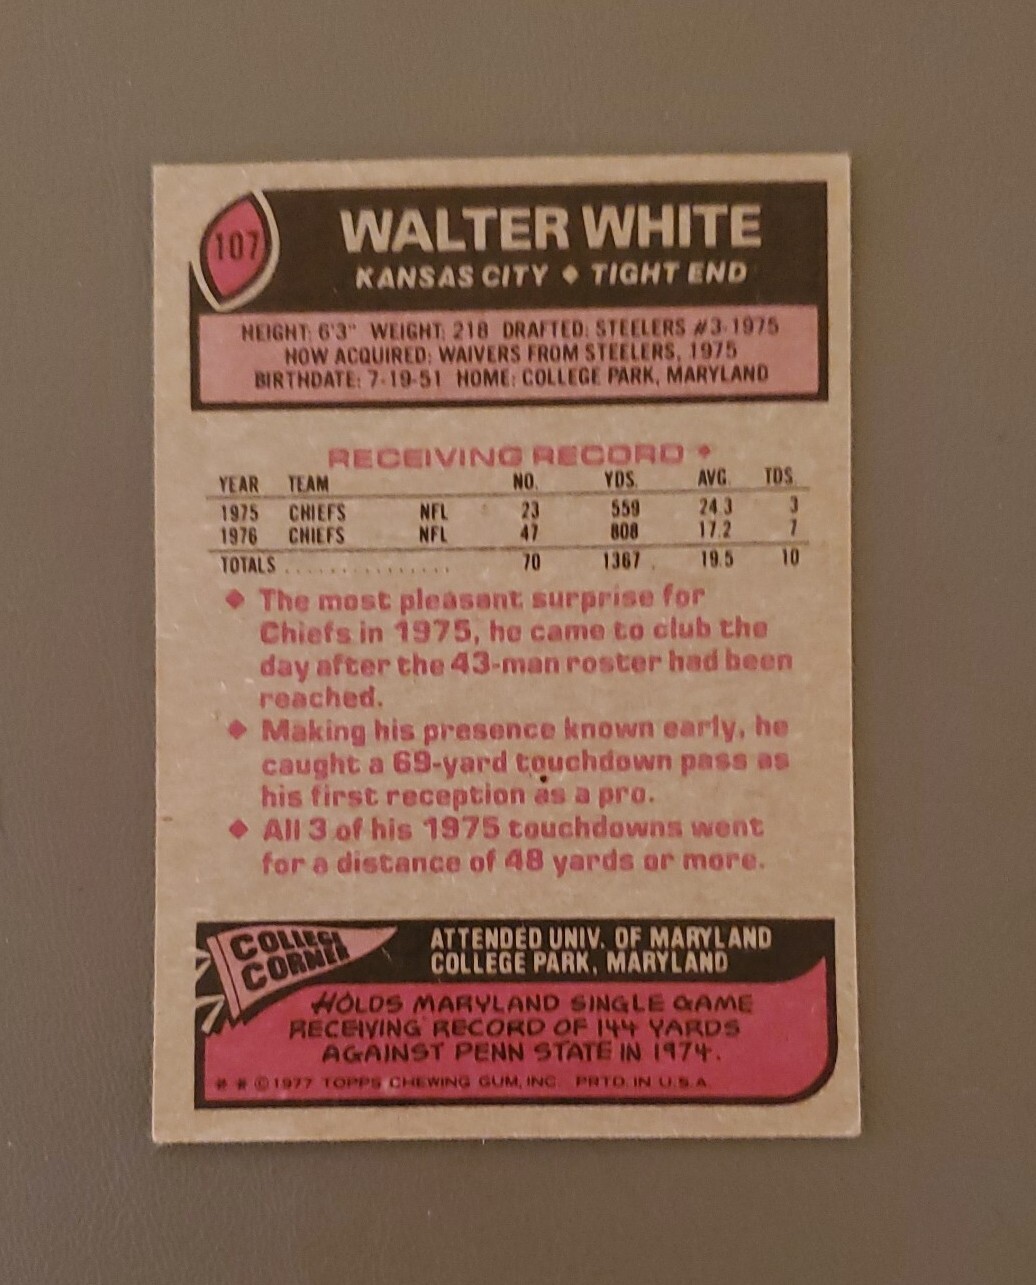 107
WALTER WHITE
KANSAS CITY ◆ TIGHT END
HEIGHT: 6'3" WEIGHT: 218 DRAFTED: STEELERS #3-1975
HOW ACQUIRED: WAIVERS FROM STEELERS, 1975
BIRTHDATE: 7-19-51 HOME: COLLEGE PARK, MARYLAND
RECEIVING RECORD ◆
YEAR TEAM NO. YDS. AVG. TDS.
1975 CHIEFS NFL 23 559 24.3 3
1976 CHIEFS NFL 47 808 17.2 7
TOTALS ............... 70 1367 19.5 10
◆ The most pleasant surprise for
Chiefs in 1975, he came to club the
day after the 43-man roster had been
reached.
◆ Making his presence known early, he
caught a 69-yard touchdown pass as
his first reception as a pro.
◆ All 3 of his 1975 touchdowns went
for a distance of 48 yards or more.
COLLEGE
CORNER
ATTENDED UNIV. OF MARYLAND
COLLEGE PARK, MARYLAND
HOLDS MARYLAND SINGLE GAME
RECEIVING RECORD OF 144 YARDS
AGAINST PENN STATE IN 1974.
* * ©1977 TOPPS CHEWING GUM, INC. PRTD. IN U.S.A.